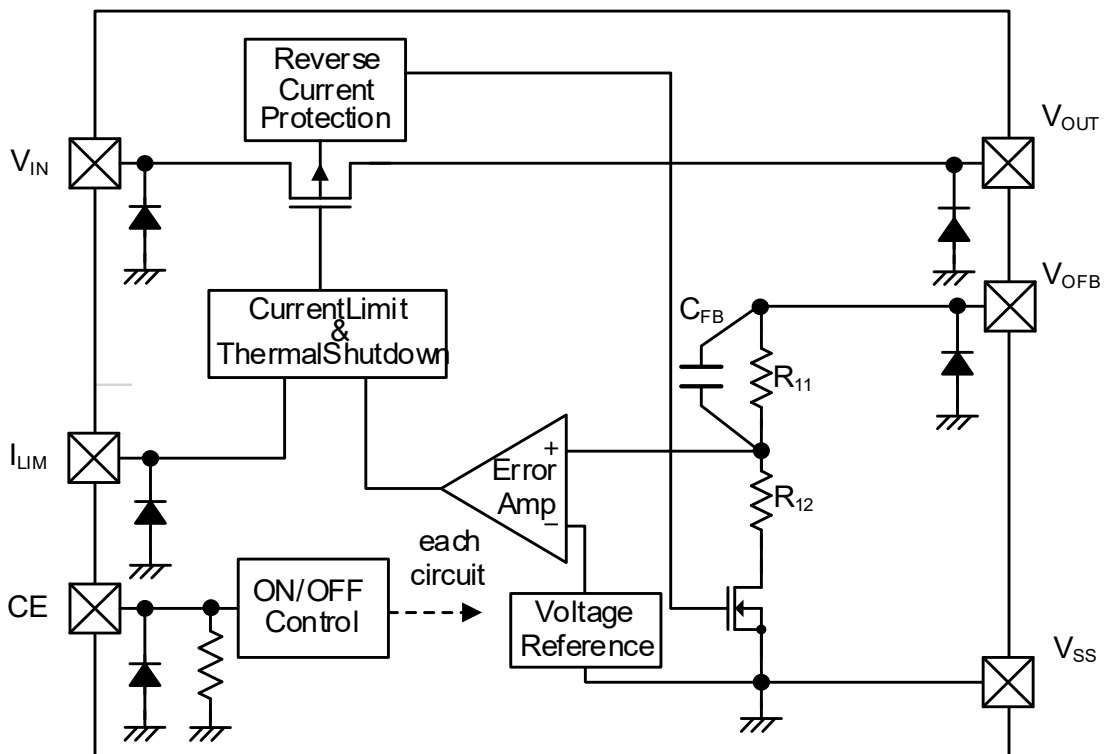 Reverse
Current
Protection
VIN
VOUT
VOFB
CurrentLimit
&
ThermalShutdown
CFB
R11
ILIM
+
Error
Amp
−
R12
each
circuit
CE
ON/OFF
Control
Voltage
Reference
VSS